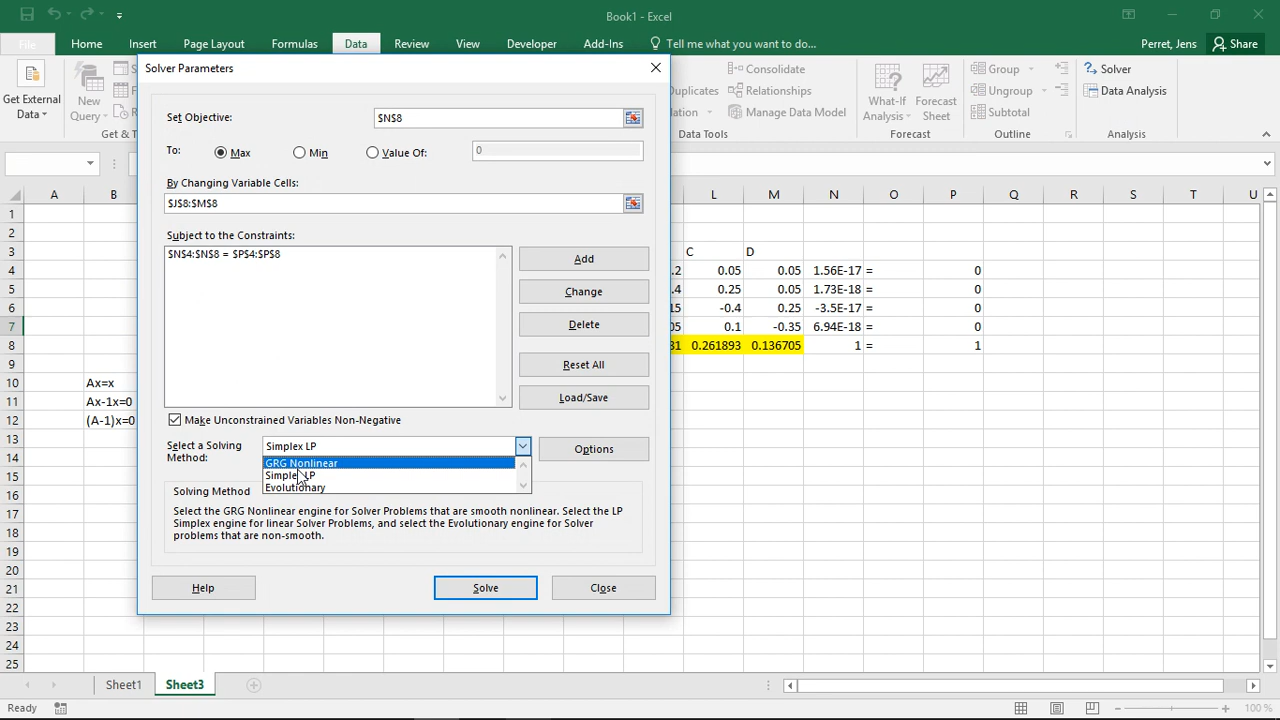 Book1 - Excel
File Home Insert Page Layout Formulas Data Review View Developer Add-Ins Tell me what you want to do... Perret, Jens Share
Solver Parameters
Get External
Data
New
Query
Get & T
Consolidate
Relationships
Manage Data Model
Data Tools
What-If
Analysis
Forecast
Sheet
Forecast
Group
Ungroup
Subtotal
Outline
Solver
Data Analysis
Analysis
Set Objective: $N$8
To: Max Min Value Of: 0
By Changing Variable Cells:
$J$8:$M$8
Subject to the Constraints:
$N$4:$N$8 = $P$4:$P$8
Add
Change
Delete
Reset All
Load/Save
Make Unconstrained Variables Non-Negative
Select a Solving
Method:
Simplex LP
Options
GRG Nonlinear
Simplex LP
Evolutionary
Solving Method
Select the GRG Nonlinear engine for Solver Problems that are smooth nonlinear. Select the LP
Simplex engine for linear Solver Problems, and select the Evolutionary engine for Solver
problems that are non-smooth.
Help Solve Close
A B L M N O P Q R S T U
1
2
3 C D
4 0.05 0.05 1.56E-17 = 0
5 0.25 0.05 1.73E-18 = 0
6 -0.4 0.25 -3.5E-17 = 0
7 0.1 -0.35 6.94E-18 = 0
8 0.261893 0.136705 1 = 1
9
10 Ax=x
11 Ax-1x=0
12 (A-1)x=0
13
14
15
16
17
18
19
20
21
22
23
24
25
Sheet1 Sheet3
Ready 100 %